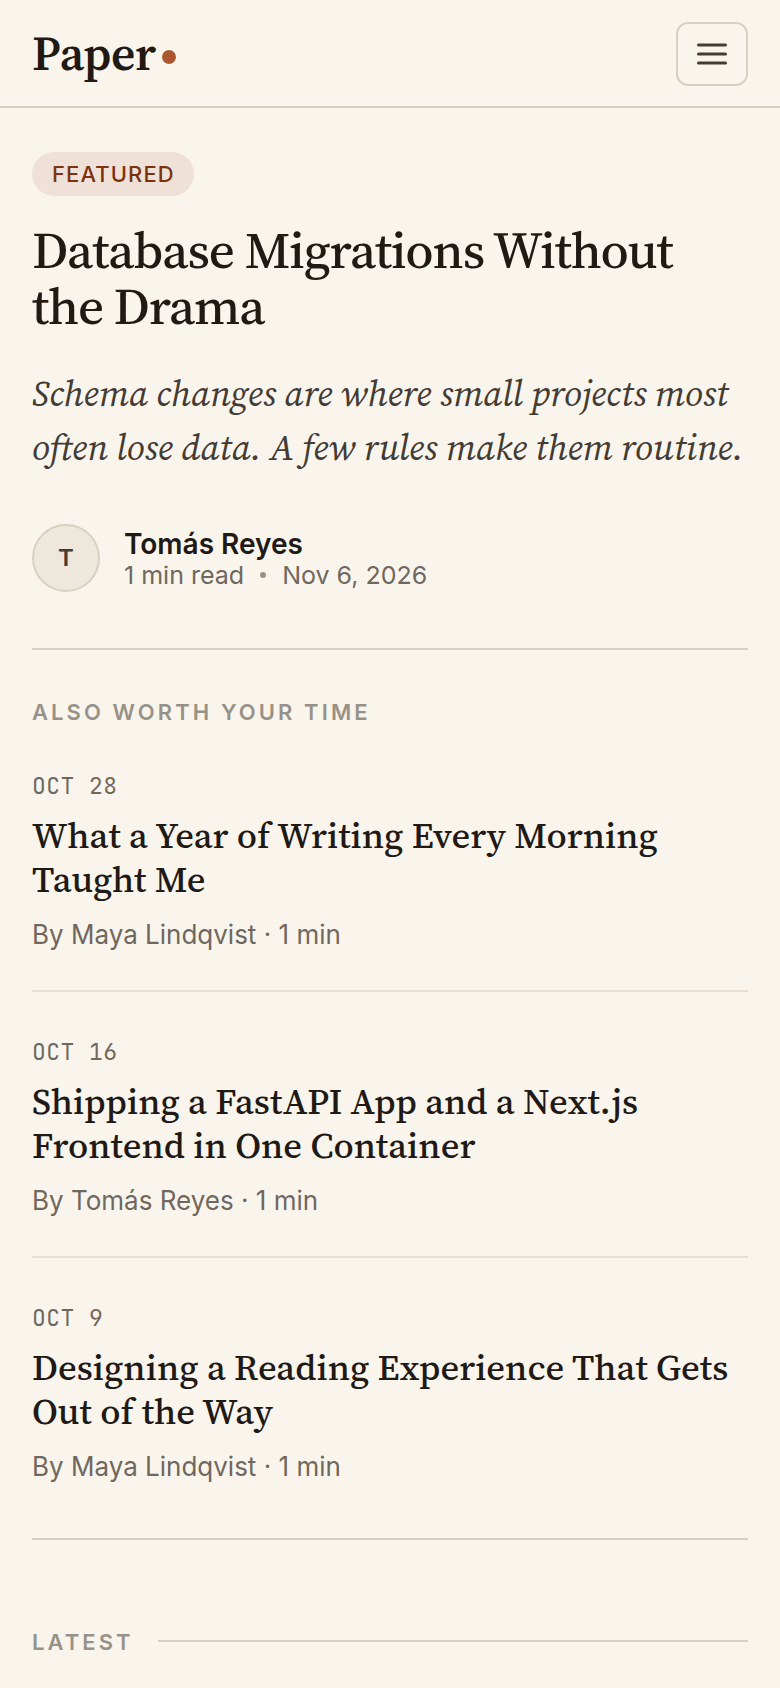 Paper
FEATURED
Database Migrations Without
the Drama
Schema changes are where small projects most
often lose data. A few rules make them routine.
T
Tomás Reyes
1 min read • Nov 6, 2026
ALSO WORTH YOUR TIME
OCT 28
What a Year of Writing Every Morning
Taught Me
By Maya Lindqvist · 1 min
OCT 16
Shipping a FastAPI App and a Next.js
Frontend in One Container
By Tomás Reyes · 1 min
OCT 9
Designing a Reading Experience That Gets
Out of the Way
By Maya Lindqvist · 1 min
LATEST